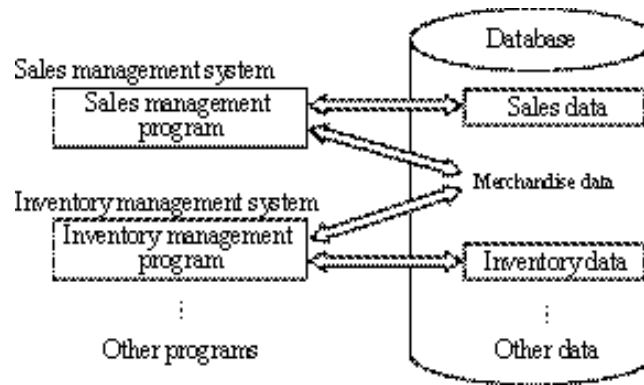 Database
Sales management system
Sales management
program
Sales data
Merchandise data
Inventory management system
Inventory management
program
Inventory data
Other programs
Other data